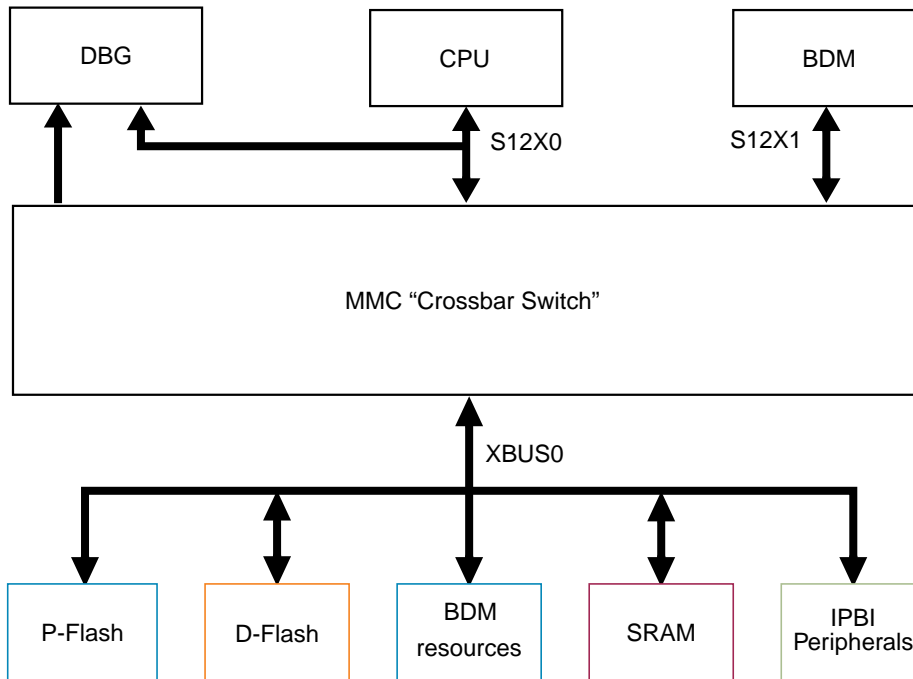 DBG
CPU
BDM
S12X0
S12X1
MMC “Crossbar Switch”
XBUS0
P-Flash
D-Flash
BDM
resources
SRAM
IPBI
Peripherals